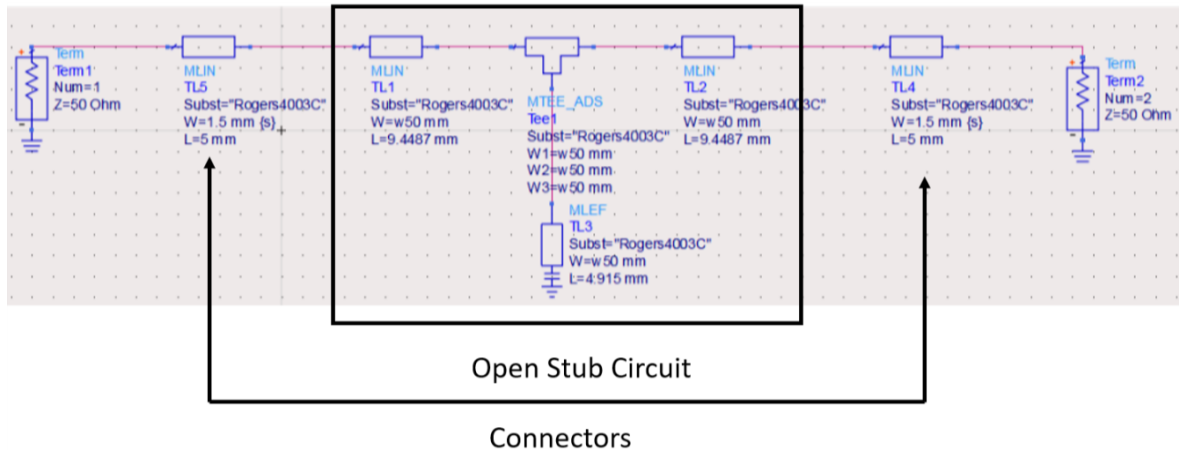 Term
Term1
Num=1
Z=50 Ohm
MLIN
TL5
Subst="Rogers4003C"
W=1.5 mm {s}
L=5 mm
MLIN
TL1
Subst="Rogers4003C"
W=w50 mm
L=9.4487 mm
MTEE_ADS
Tee1
Subst="Rogers4003C"
W1=w50 mm
W2=w50 mm
W3=w50 mm
MLEF
TL3
Subst="Rogers4003C"
W=w50 mm
L=4.915 mm
MLIN
TL2
Subst="Rogers4003C"
W=w50 mm
L=9.4487 mm
MLIN
TL4
Subst="Rogers4003C"
W=1.5 mm {s}
L=5 mm
Term
Term2
Num=2
Z=50 Ohm
Open Stub Circuit
Connectors